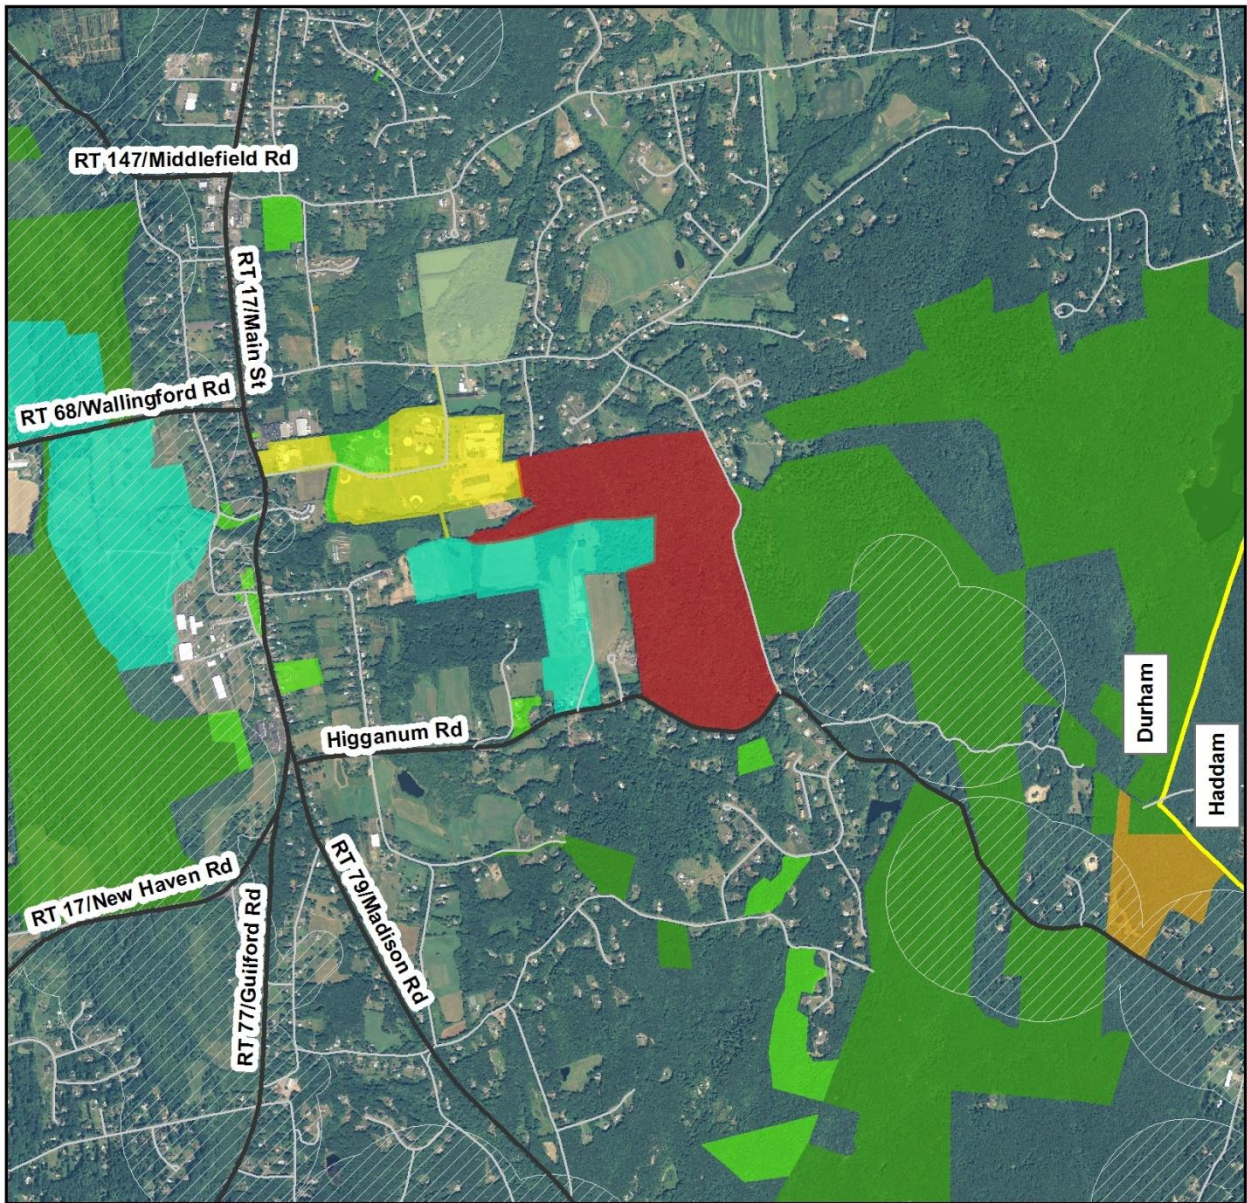 RT 147/Middlefield Rd
RT 17/Main St
RT 68/Wallingford Rd
Higganum Rd
Durham
Haddam
RT 17/New Haven Rd
RT 77/Guilford Rd
RT 79/Madison Rd